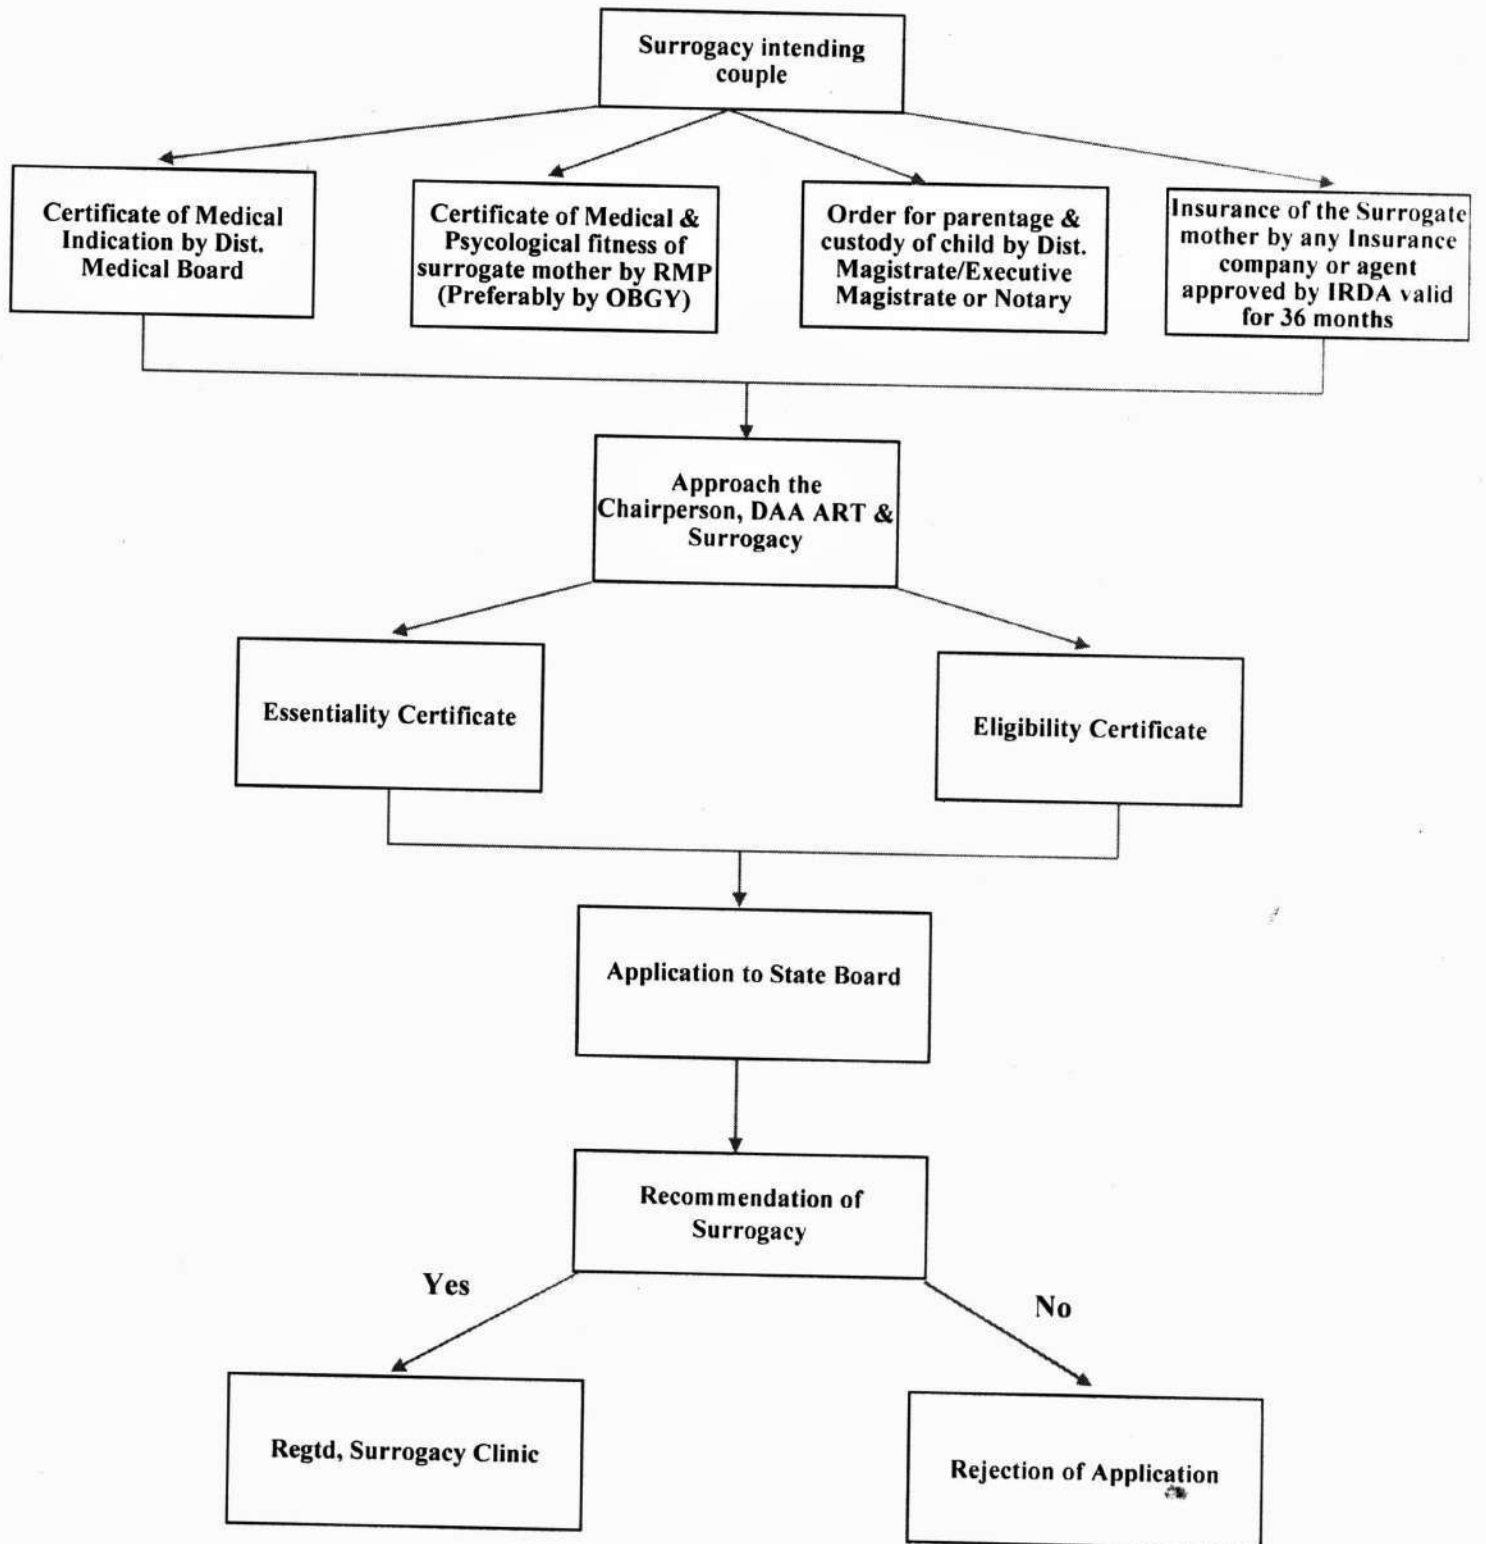 Surrogacy intending
couple
Certificate of Medical
Indication by Dist.
Medical Board
Certificate of Medical &
Psycological fitness of
surrogate mother by RMP
(Preferably by OBGY)
Order for parentage &
custody of child by Dist.
Magistrate/Executive
Magistrate or Notary
Insurance of the Surrogate
mother by any Insurance
company or agent
approved by IRDA valid
for 36 months
Approach the
Chairperson, DAA ART &
Surrogacy
Essentiality Certificate
Eligibility Certificate
Application to State Board
Recommendation of
Surrogacy
Yes
No
Regtd, Surrogacy Clinic
Rejection of Application